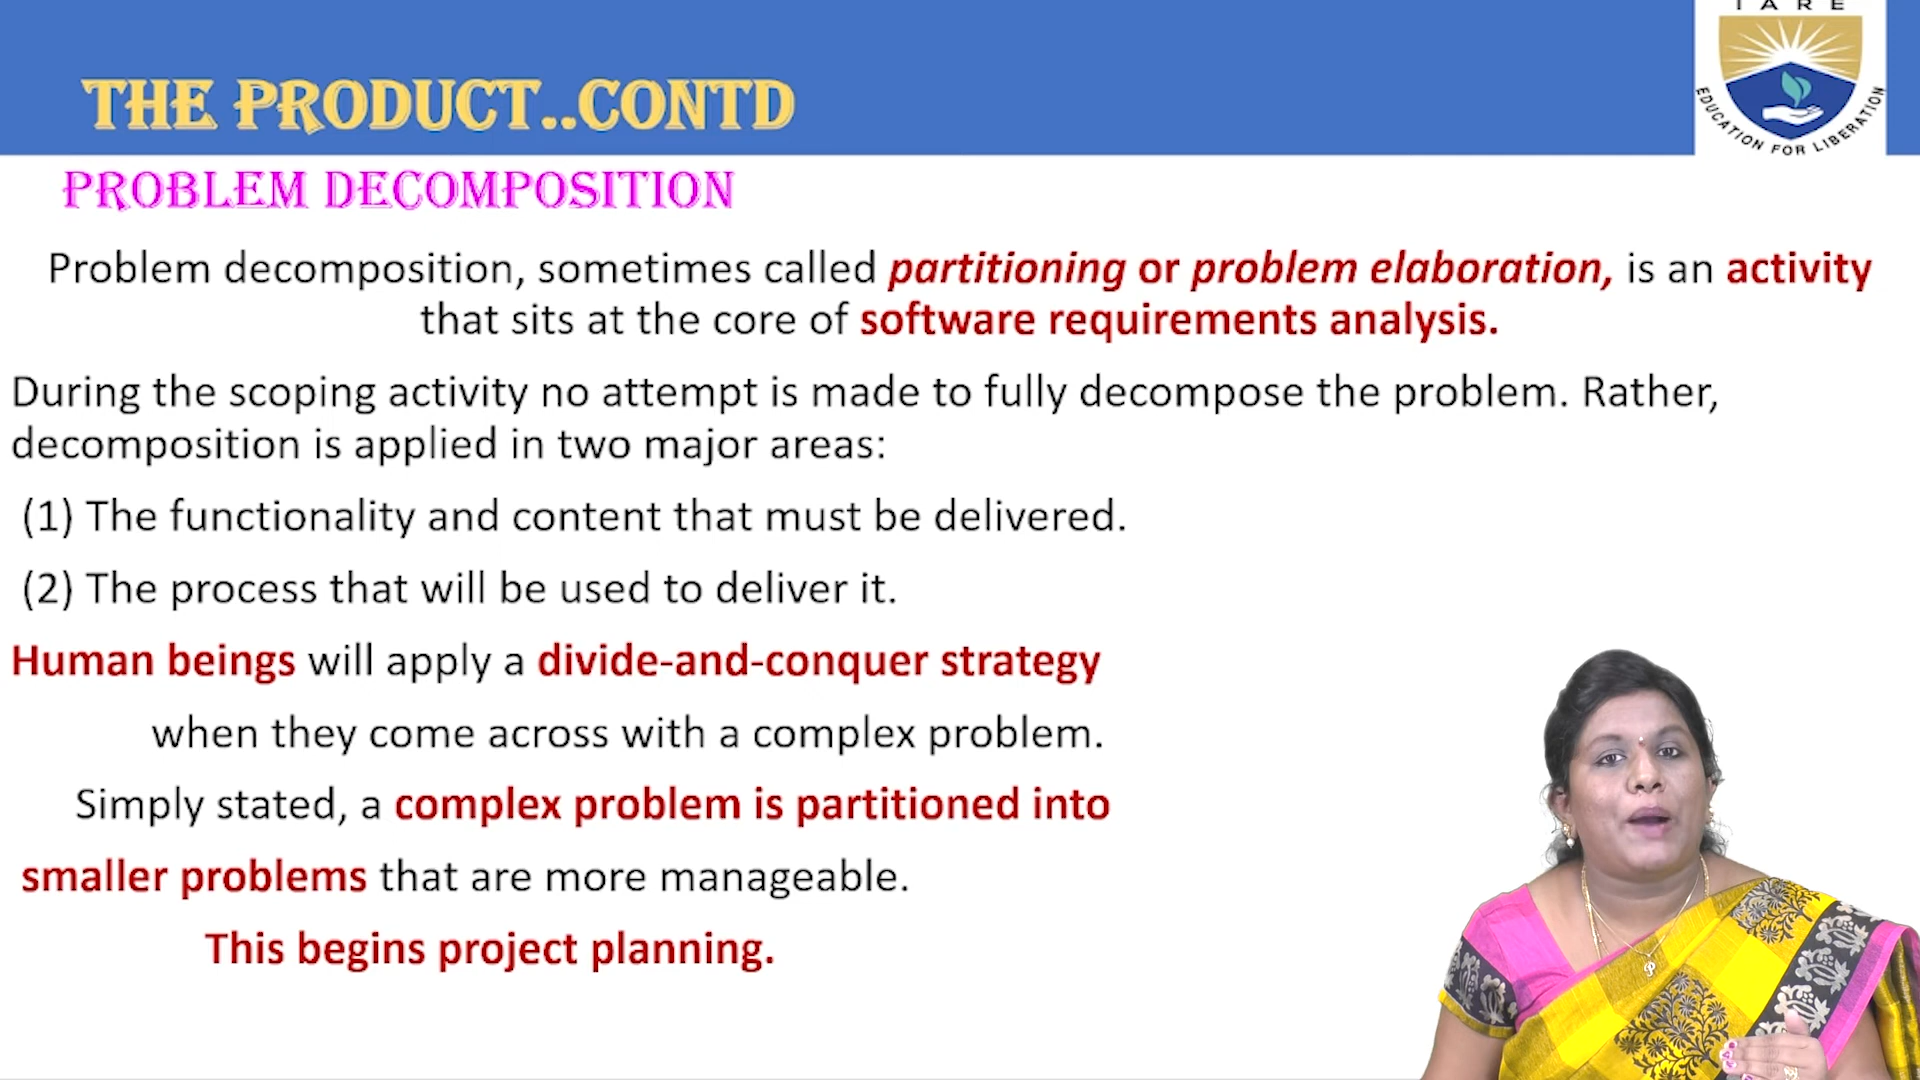 IARE
EDUCATION FOR LIBERATION
THE PRODUCT..CONTD
PROBLEM DECOMPOSITION
Problem decomposition, sometimes called partitioning or problem elaboration, is an activity
that sits at the core of software requirements analysis.
During the scoping activity no attempt is made to fully decompose the problem. Rather,
decomposition is applied in two major areas:
(1) The functionality and content that must be delivered.
(2) The process that will be used to deliver it.
Human beings will apply a divide-and-conquer strategy
when they come across with a complex problem.
Simply stated, a complex problem is partitioned into
smaller problems that are more manageable.
This begins project planning.
P